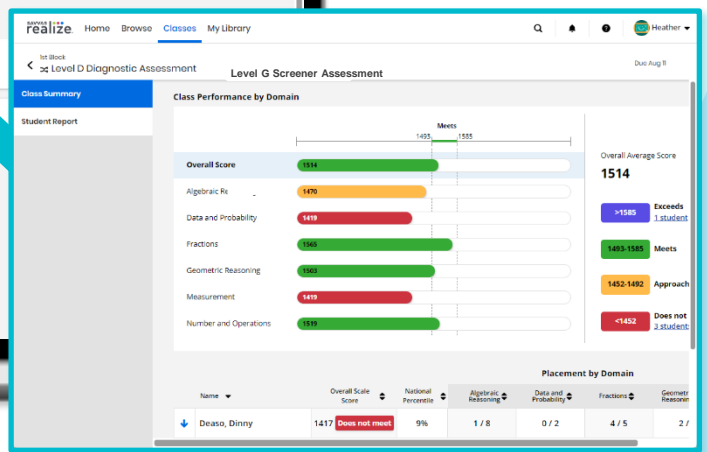 SAVVAS
realize. Home Browse Classes My Library Heather
1st Block
Level D Diagnostic Assessment Level G Screener Assessment Due Aug 11
Class Summary
Student Report
Class Performance by Domain
Meets
1493 1585
Overall Score 1514
Algebraic Re 1470
Data and Probability 1419
Fractions 1565
Geometric Reasoning 1503
Measurement 1419
Number and Operations 1519
Overall Average Score
1514
>1585 Exceeds
1 student
1493-1585 Meets
1452-1492 Approach
<1452 Does not
3 students
Placement by Domain
Name Overall Scale Score National Percentile Algebraic Reasoning Data and Probability Fractions Geometr Reasonin
Deaso, Dinny 1417 Does not meet 9% 1 / 8 0 / 2 4 / 5 2 /